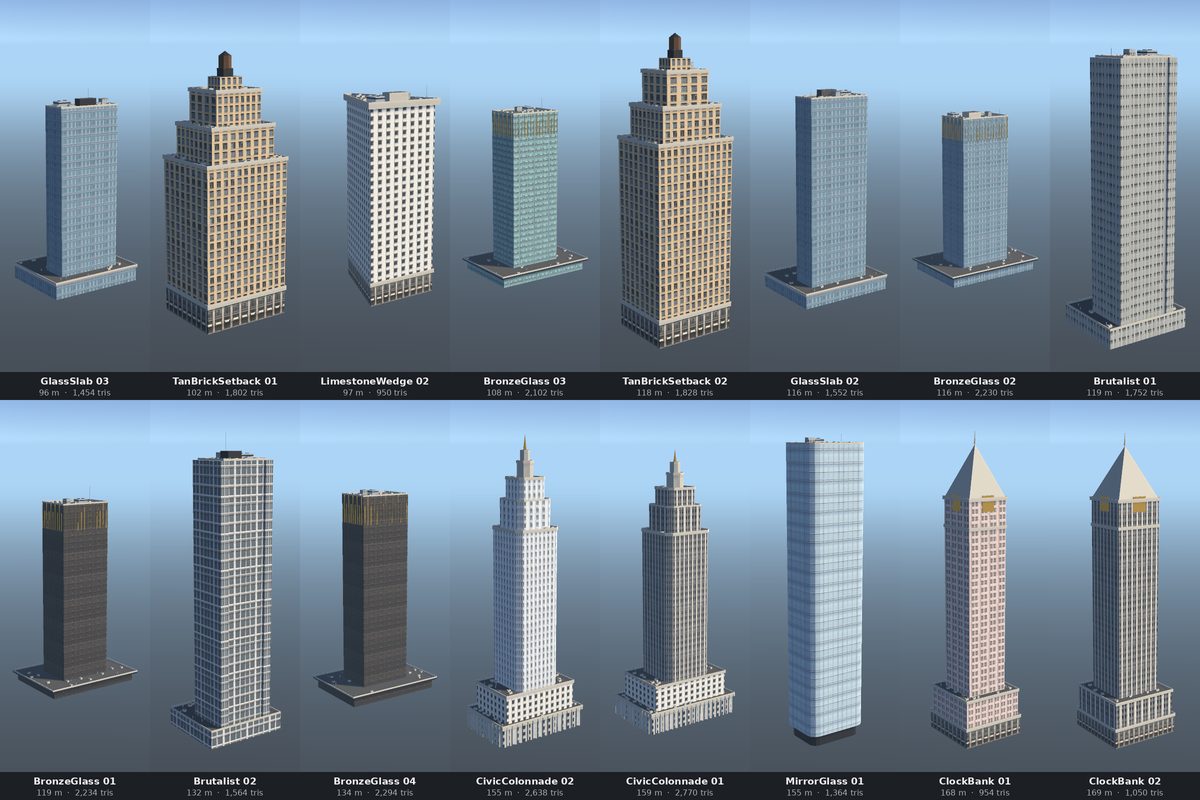 GlassSlab 03
96 m · 1,454 tris
TanBrickSetback 01
102 m · 1,802 tris
LimestoneWedge 02
97 m · 950 tris
BronzeGlass 03
108 m · 2,102 tris
TanBrickSetback 02
118 m · 1,828 tris
GlassSlab 02
116 m · 1,552 tris
BronzeGlass 02
116 m · 2,230 tris
Brutalist 01
119 m · 1,752 tris
BronzeGlass 01
119 m · 2,234 tris
Brutalist 02
132 m · 1,564 tris
BronzeGlass 04
134 m · 2,294 tris
CivicColonnade 02
155 m · 2,638 tris
CivicColonnade 01
159 m · 2,770 tris
MirrorGlass 01
155 m · 1,364 tris
ClockBank 01
168 m · 954 tris
ClockBank 02
169 m · 1,050 tris